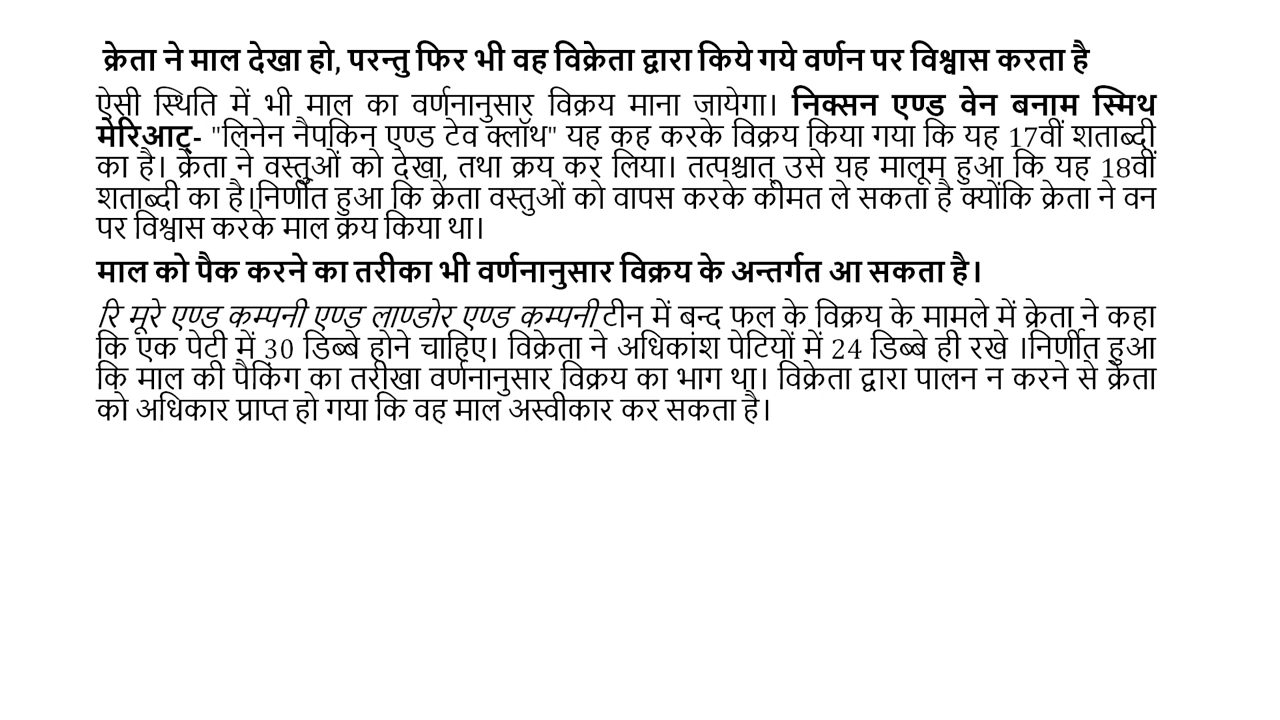 क्रेता ने माल देखा हो, परन्तु फिर भी वह विक्रेता द्वारा किये गये वर्णन पर विश्वास करता है
ऐसी स्थिति में भी माल का वर्णनानुसार विक्रय माना जायेगा। निक्सन एण्ड वेन बनाम स्मिथ
मेरिआट्- "लिनेन नैपकिन एण्ड टेव क्लॉथ" यह कह करके विक्रय किया गया कि यह 17वीं शताब्दी
का है। क्रेता ने वस्तुओं को देखा, तथा क्रय कर लिया। तत्पश्चात् उसे यह मालूम हुआ कि यह 18वीं
शताब्दी का है।निर्णीत हुआ कि क्रेता वस्तुओं को वापस करके कीमत ले सकता है क्योंकि क्रेता ने वन
पर विश्वास करके माल क्रय किया था।
माल को पैक करने का तरीका भी वर्णनानुसार विक्रय के अन्तर्गत आ सकता है।
रि मूरे एण्ड कम्पनी एण्ड लाण्डोर एण्ड कम्पनी टीन में बन्द फल के विक्रय के मामले में क्रेता ने कहा
कि एक पेटी में 30 डिब्बे होने चाहिए। विक्रेता ने अधिकांश पेटियों में 24 डिब्बे ही रखे ।निर्णीत हुआ
कि माल की पैकिंग का तरीखा वर्णनानुसार विक्रय का भाग था। विक्रेता द्वारा पालन न करने से क्रेता
को अधिकार प्राप्त हो गया कि वह माल अस्वीकार कर सकता है।